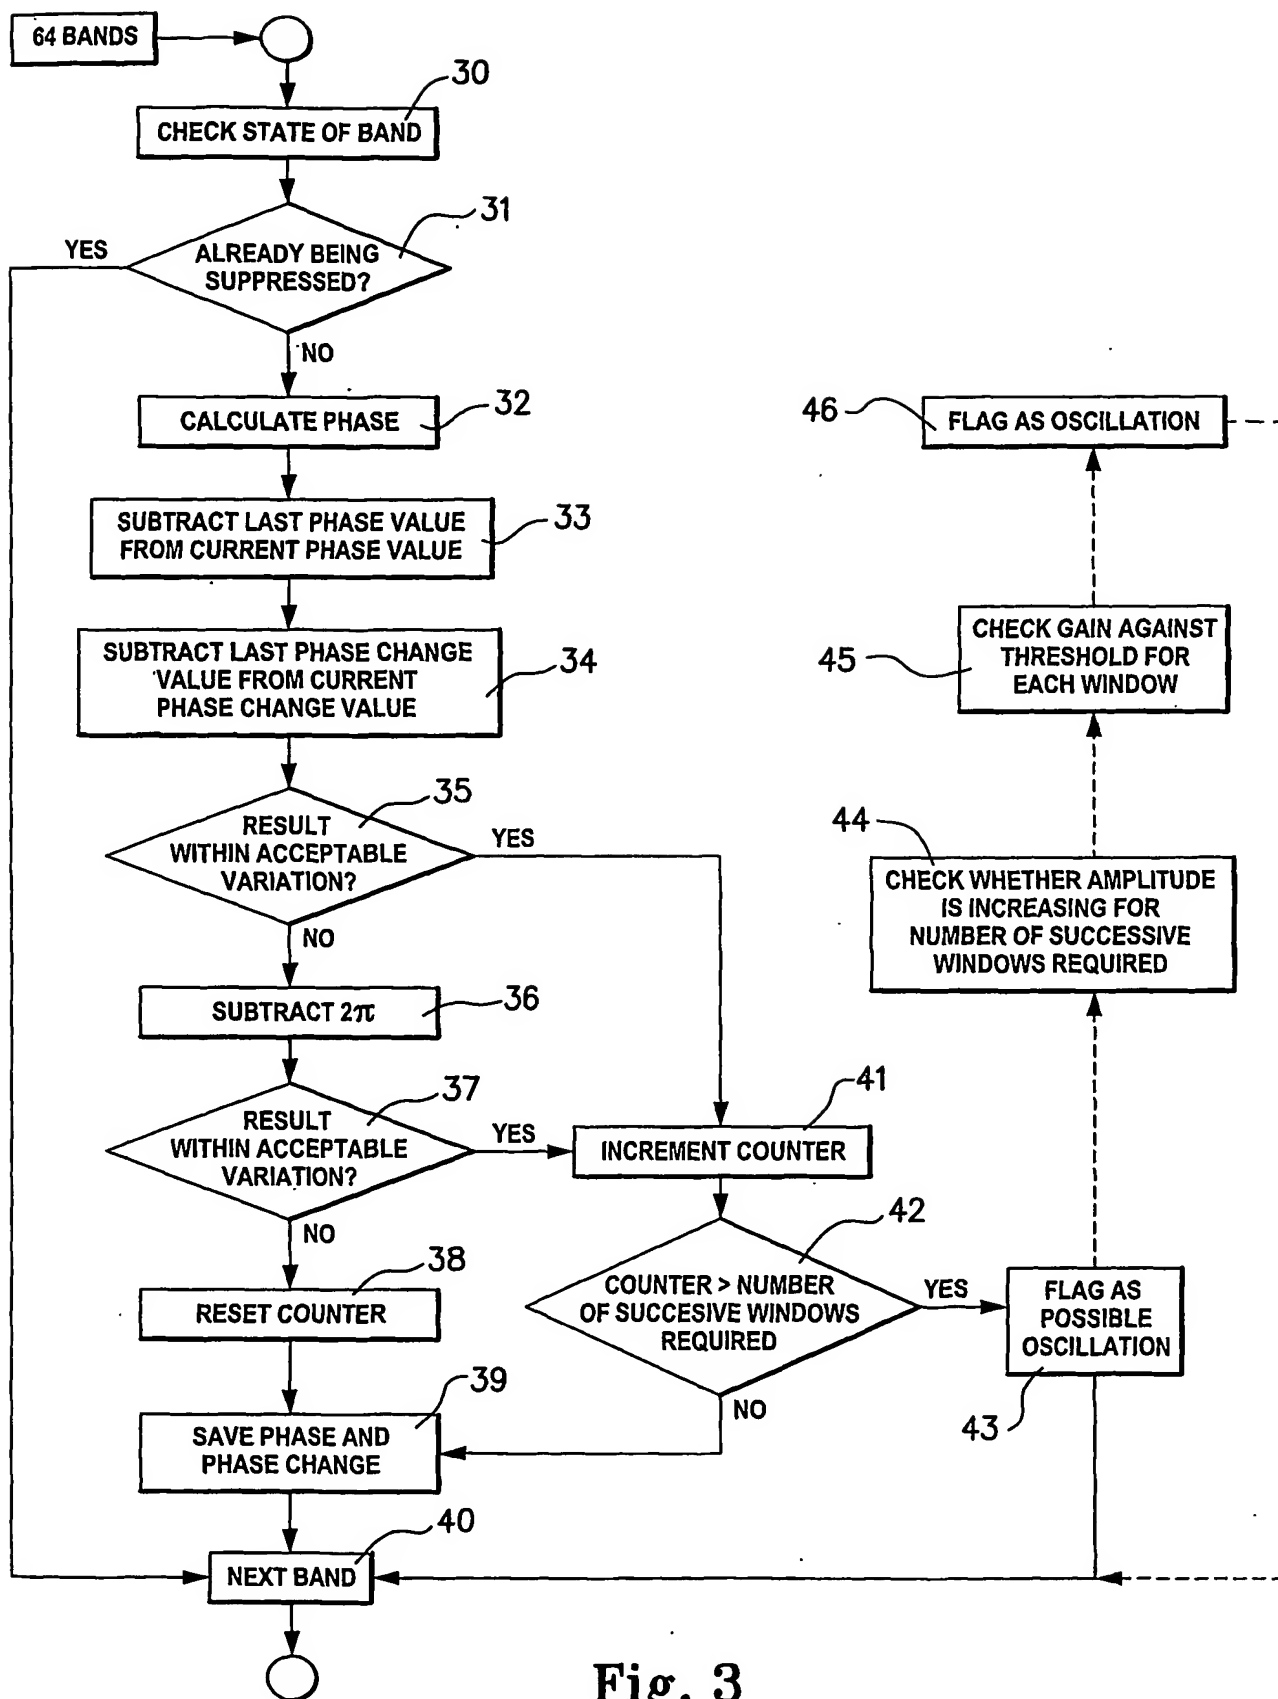 64 BANDS
30
CHECK STATE OF BAND
31
YES
ALREADY BEING
SUPPRESSED?
NO
32
CALCULATE PHASE
33
SUBTRACT LAST PHASE VALUE
FROM CURRENT PHASE VALUE
34
SUBTRACT LAST PHASE CHANGE
VALUE FROM CURRENT
PHASE CHANGE VALUE
35
RESULT
WITHIN ACCEPTABLE
VARIATION?
YES
NO
36
SUBTRACT 2π
37
RESULT
WITHIN ACCEPTABLE
VARIATION?
YES
NO
38
RESET COUNTER
39
SAVE PHASE AND
PHASE CHANGE
40
NEXT BAND
41
INCREMENT COUNTER
42
COUNTER > NUMBER
OF SUCCESIVE WINDOWS
REQUIRED
YES
NO
FLAG AS
POSSIBLE
OSCILLATION
43
44
CHECK WHETHER AMPLITUDE
IS INCREASING FOR
NUMBER OF SUCCESSIVE
WINDOWS REQUIRED
45
CHECK GAIN AGAINST
THRESHOLD FOR
EACH WINDOW
46
FLAG AS OSCILLATION
Fig. 3